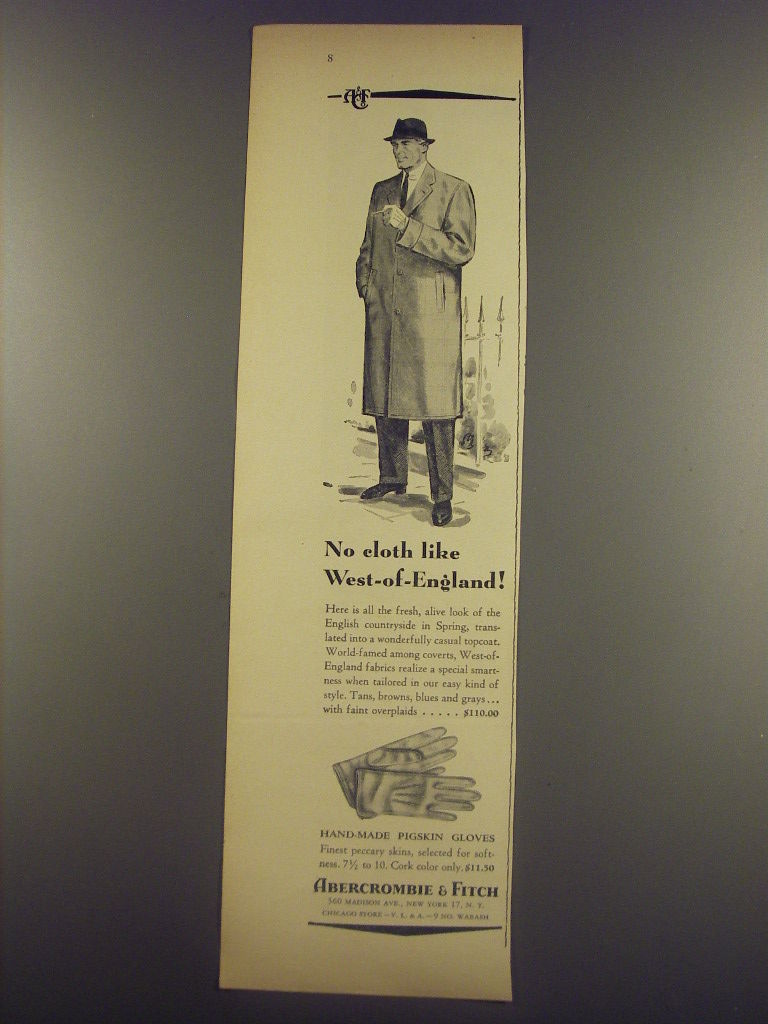 8
A&F
No cloth like
West-of-England!
Here is all the fresh, alive look of the
English countryside in Spring, trans-
lated into a wonderfully casual topcoat.
World-famed among coverts, West-of-
England fabrics realize a special smart-
ness when tailored in our easy kind of
style. Tans, browns, blues and grays...
with faint overplaids . . . . . $110.00
HAND-MADE PIGSKIN GLOVES
Finest peccary skins, selected for soft-
ness. 7½ to 10. Cork color only. $11.50
ABERCROMBIE & FITCH
360 MADISON AVE., NEW YORK 17, N. Y.
CHICAGO STORE – V. L. & A. – 9 NO. WABASH